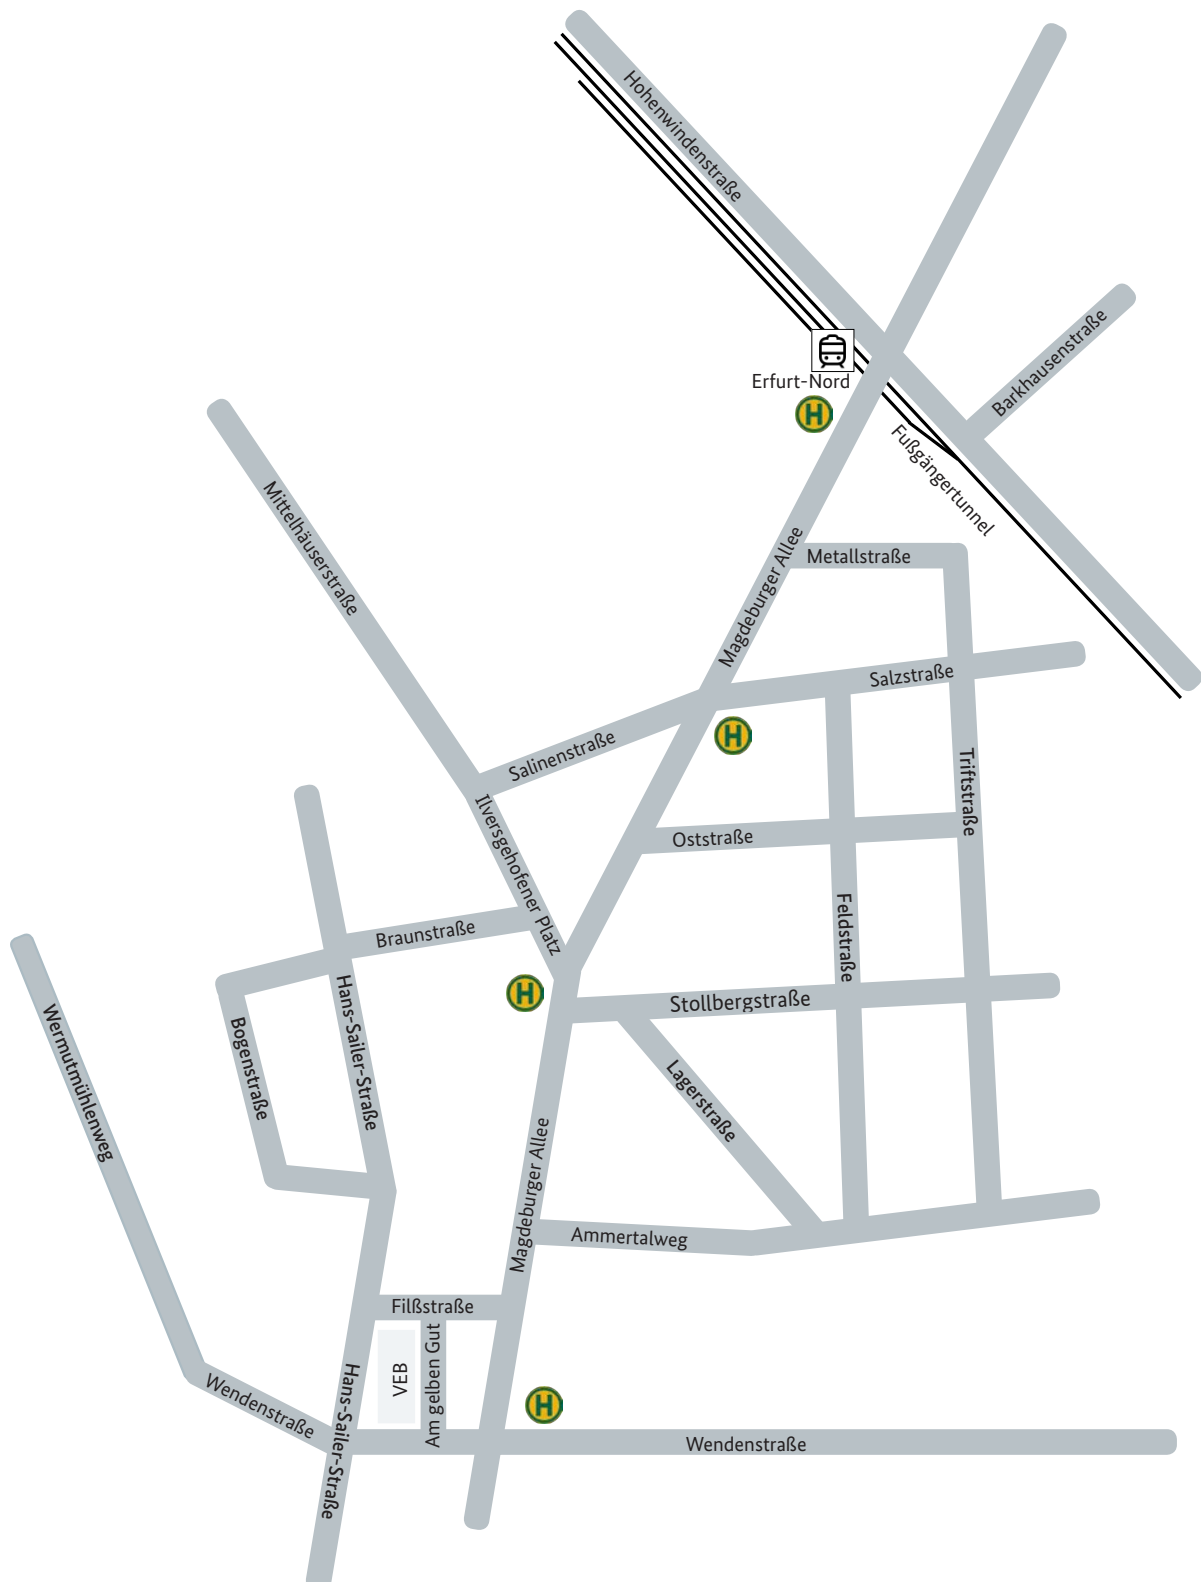 Hohenwindenstraße
Barkhausenstraße
Erfurt-Nord
H
Fußgängertunnel
Mittelhäuserstraße
Magdeburger Allee
Metallstraße
Salzstraße
H
Salinenstraße
Triftstraße
Ilversgehofener Platz
Oststraße
Feldstraße
Braunstraße
Hans-Sailer-Straße
H
Stollbergstraße
Wermutmühlenweg
Bogenstraße
Lagerstraße
Magdeburger Allee
Ammertalweg
Filßstraße
VEB
Am gelben Gut
Hans-Sailer-Straße
Wendenstraße
H
Wendenstraße